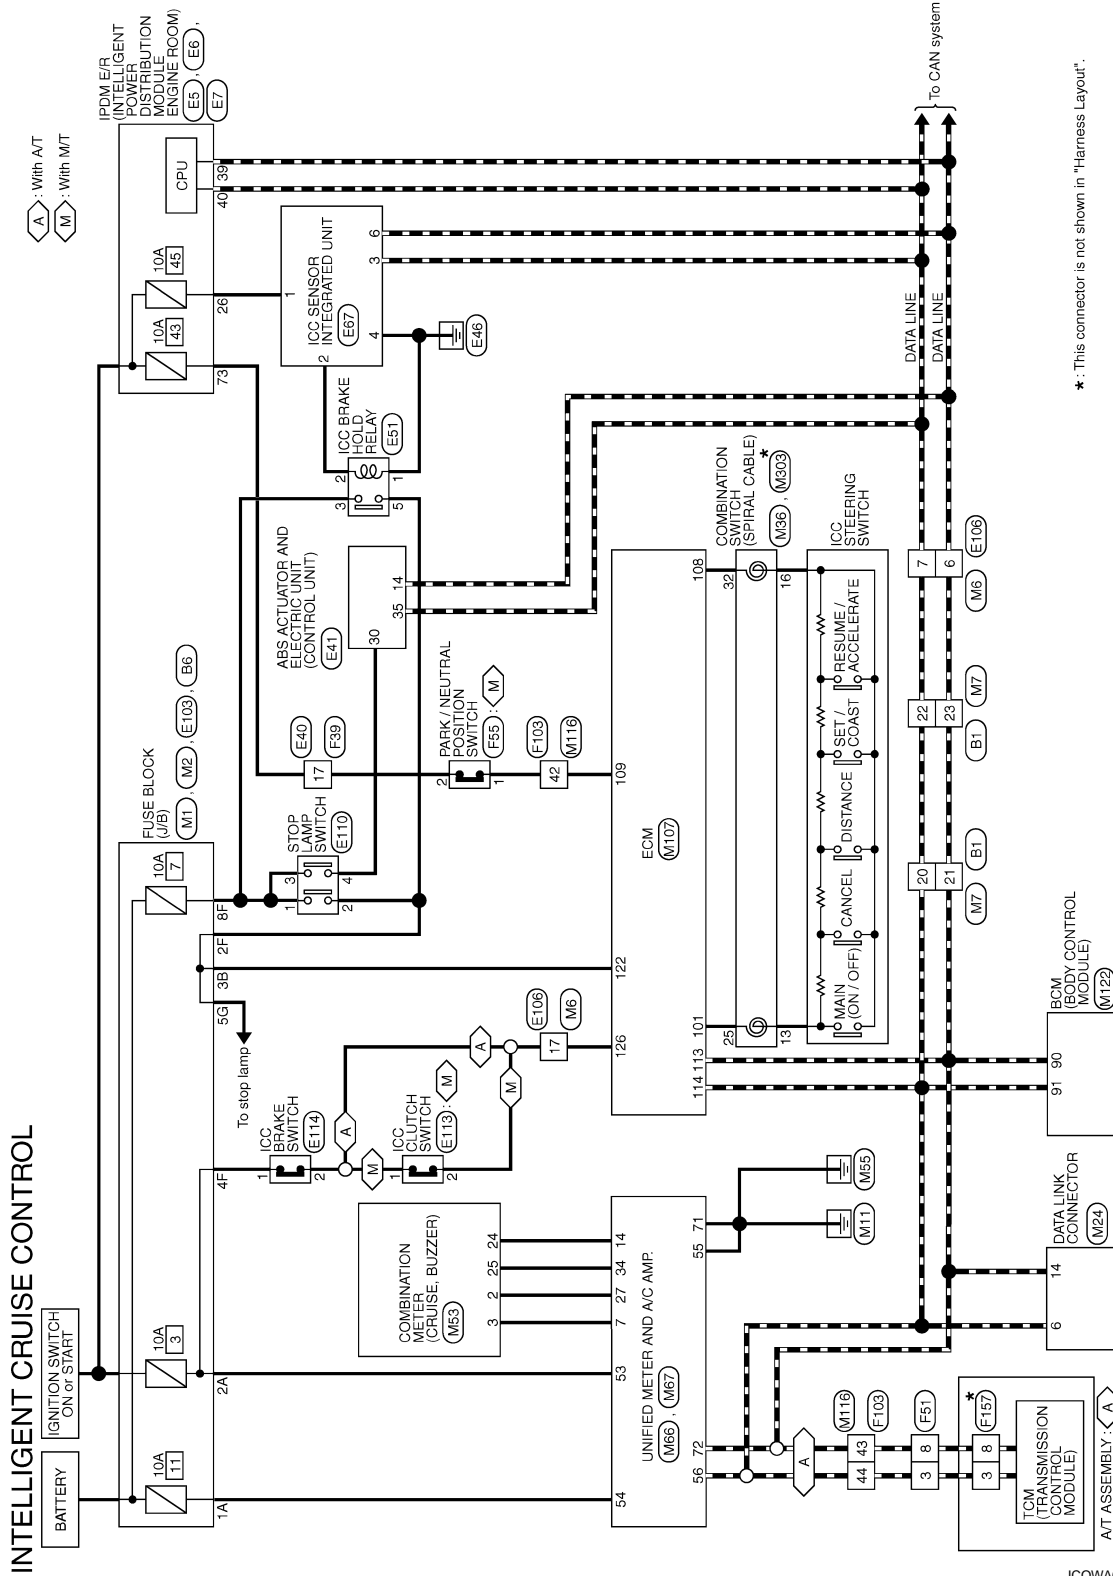 INTELLIGENT CRUISE CONTROL
A : With A/T
M : With M/T
BATTERY
IGNITION SWITCH
ON or START
FUSE BLOCK
(J/B)
M1 , M2 , E103 , B6
IPDM E/R
(INTELLIGENT
POWER
DISTRIBUTION
MODULE
ENGINE ROOM)
E5 , E6 ,
E7
10A
11
10A
3
10A
7
10A
43
10A
45
CPU
1A
2A
4F
5G
3B
2F
8F
73
26
40
39
To stop lamp
ICC
BRAKE
SWITCH
E114
1
2
A
M
ICC
CLUTCH
SWITCH
E113 : M
1
2
A
M
E106
M6
17
STOP
LAMP
SWITCH
E110
1
3
2
4
E40
F39
17
PARK / NEUTRAL
POSITION
SWITCH
F55 : M
2
1
F103
M116
42
ABS ACTUATOR AND
ELECTRIC UNIT
(CONTROL UNIT)
E41
30
35
14
ICC BRAKE
HOLD
RELAY
E51
3
2
5
1
ICC SENSOR
INTEGRATED UNIT
E67
1
2
4
3
6
E46
COMBINATION
METER
(CRUISE, BUZZER)
M53
3
2
25
24
7
27
34
14
54
53
UNIFIED METER AND A/C AMP.
M66 , M67
56
72
55
71
M11
M55
126
122
109
ECM
M107
114
113
101
108
COMBINATION
SWITCH
(SPIRAL CABLE)
M36 , M303 *
25
32
13
16
ICC
STEERING
SWITCH
MAIN
(ON / OFF)
CANCEL
DISTANCE
SET /
COAST
RESUME /
ACCELERATE
DATA LINE
DATA LINE
To CAN system
20
21
M7
B1
22
23
B1
M7
7
6
M6
E106
A
44
43
M116
F103
3
8
F51
3
8
F157 *
TCM
(TRANSMISSION
CONTROL
MODULE)
A/T ASSEMBLY : A
6
14
DATA LINK
CONNECTOR
M24
91
90
BCM
(BODY CONTROL
MODULE)
M122
* : This connector is not shown in "Harness Layout".